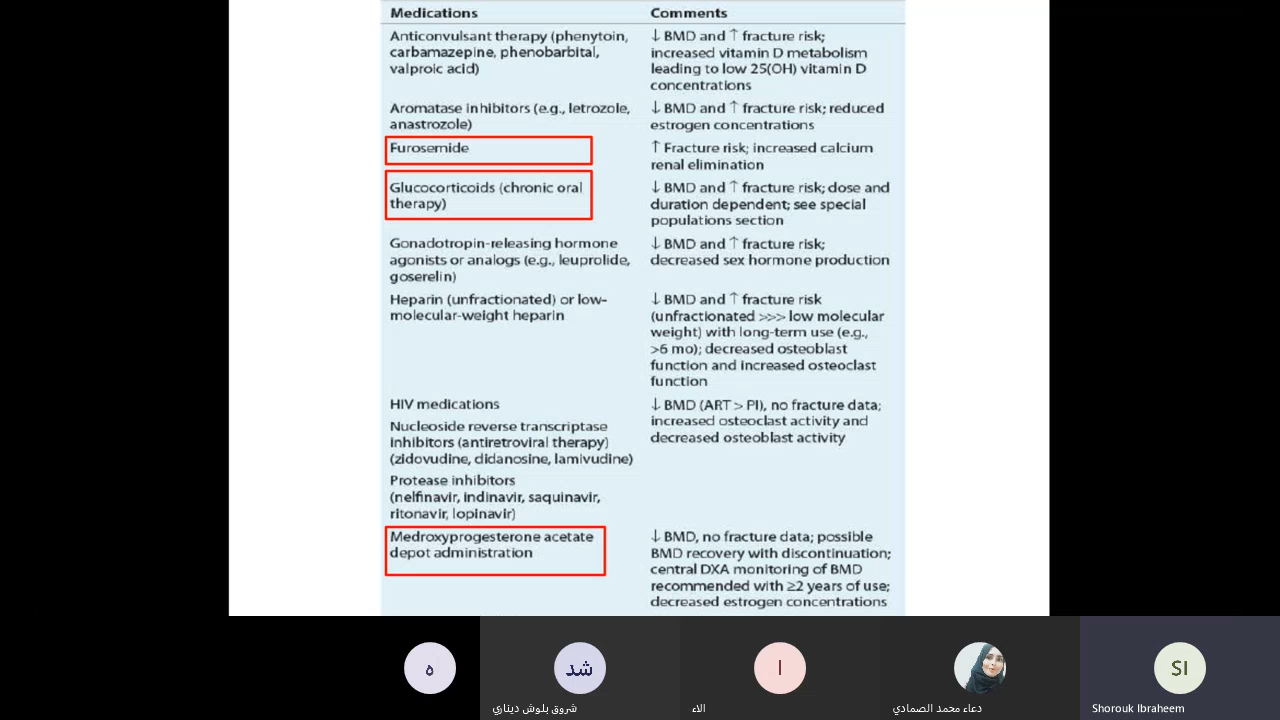 Medications
Comments
Anticonvulsant therapy (phenytoin,
carbamazepine, phenobarbital,
valproic acid)
↓ BMD and ↑ fracture risk;
increased vitamin D metabolism
leading to low 25(OH) vitamin D
concentrations
Aromatase inhibitors (e.g., letrozole,
anastrozole)
↓ BMD and ↑ fracture risk; reduced
estrogen concentrations
Furosemide
↑ Fracture risk; increased calcium
renal elimination
Glucocorticoids (chronic oral
therapy)
↓ BMD and ↑ fracture risk; dose and
duration dependent; see special
populations section
Gonadotropin-releasing hormone
agonists or analogs (e.g., leuprolide,
goserelin)
↓ BMD and ↑ fracture risk;
decreased sex hormone production
Heparin (unfractionated) or low-
molecular-weight heparin
↓ BMD and ↑ fracture risk
(unfractionated >>> low molecular
weight) with long-term use (e.g.,
>6 mo); decreased osteoblast
function and increased osteoclast
function
HIV medications
Nucleoside reverse transcriptase
inhibitors (antiretroviral therapy)
(zidovudine, didanosine, lamivudine)
Protease inhibitors
(nelfinavir, indinavir, saquinavir,
ritonavir, lopinavir)
↓ BMD (ART > PI), no fracture data;
increased osteoclast activity and
decreased osteoblast activity
Medroxyprogesterone acetate
depot administration
↓ BMD, no fracture data; possible
BMD recovery with discontinuation;
central DXA monitoring of BMD
recommended with ≥2 years of use;
decreased estrogen concentrations
ه
شد
ا
SI
شروق بلوش ديناري
الاء
دعاء محمد الصمادي
Shorouk Ibraheem